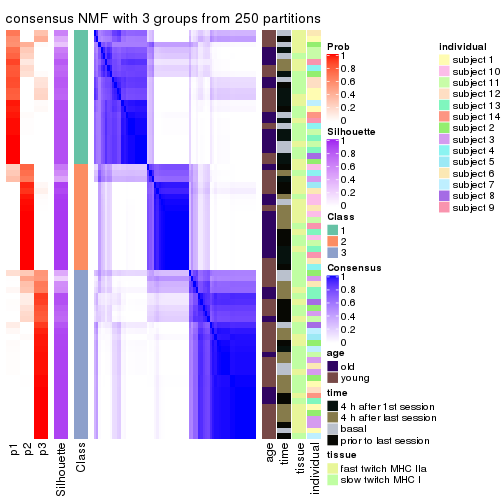 consensus NMF with 3 groups from 250 partitions
Prob
1
0.8
0.6
0.4
0.2
0
Silhouette
1
0.8
0.6
0.4
0.2
0
Class
1
2
3
Consensus
1
0.8
0.6
0.4
0.2
0
age
old
young
time
4 h after 1st session
4 h after last session
basal
prior to last session
tissue
fast twitch MHC IIa
slow twitch MHC I
individual
subject 1
subject 10
subject 11
subject 12
subject 13
subject 14
subject 2
subject 3
subject 4
subject 5
subject 6
subject 7
subject 8
subject 9
p1
p2
p3
Silhouette
Class
age
time
tissue
individual